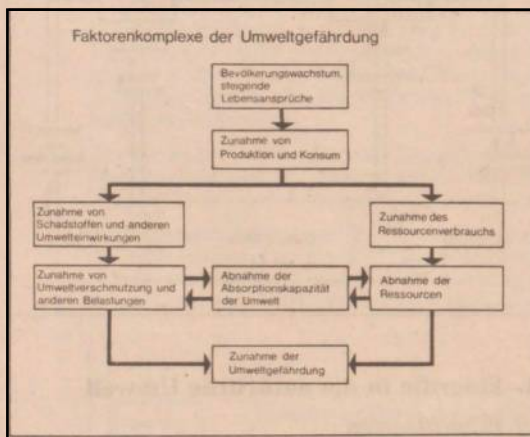 Faktorenkomplexe der Umweltgefährdung
Bevölkerungswachstum,
steigende
Lebensansprüche
Zunahme von
Produktion und Konsum
Zunahme von
Schadstoffen und anderen
Umwelteinwirkungen
Zunahme des
Ressourcenverbrauchs
Zunahme von
Umweltverschmutzung und
anderen Belastungen
Abnahme der
Absorptionskapazität
der Umwelt
Abnahme der
Ressourcen
Zunahme der
Umweltgefährdung